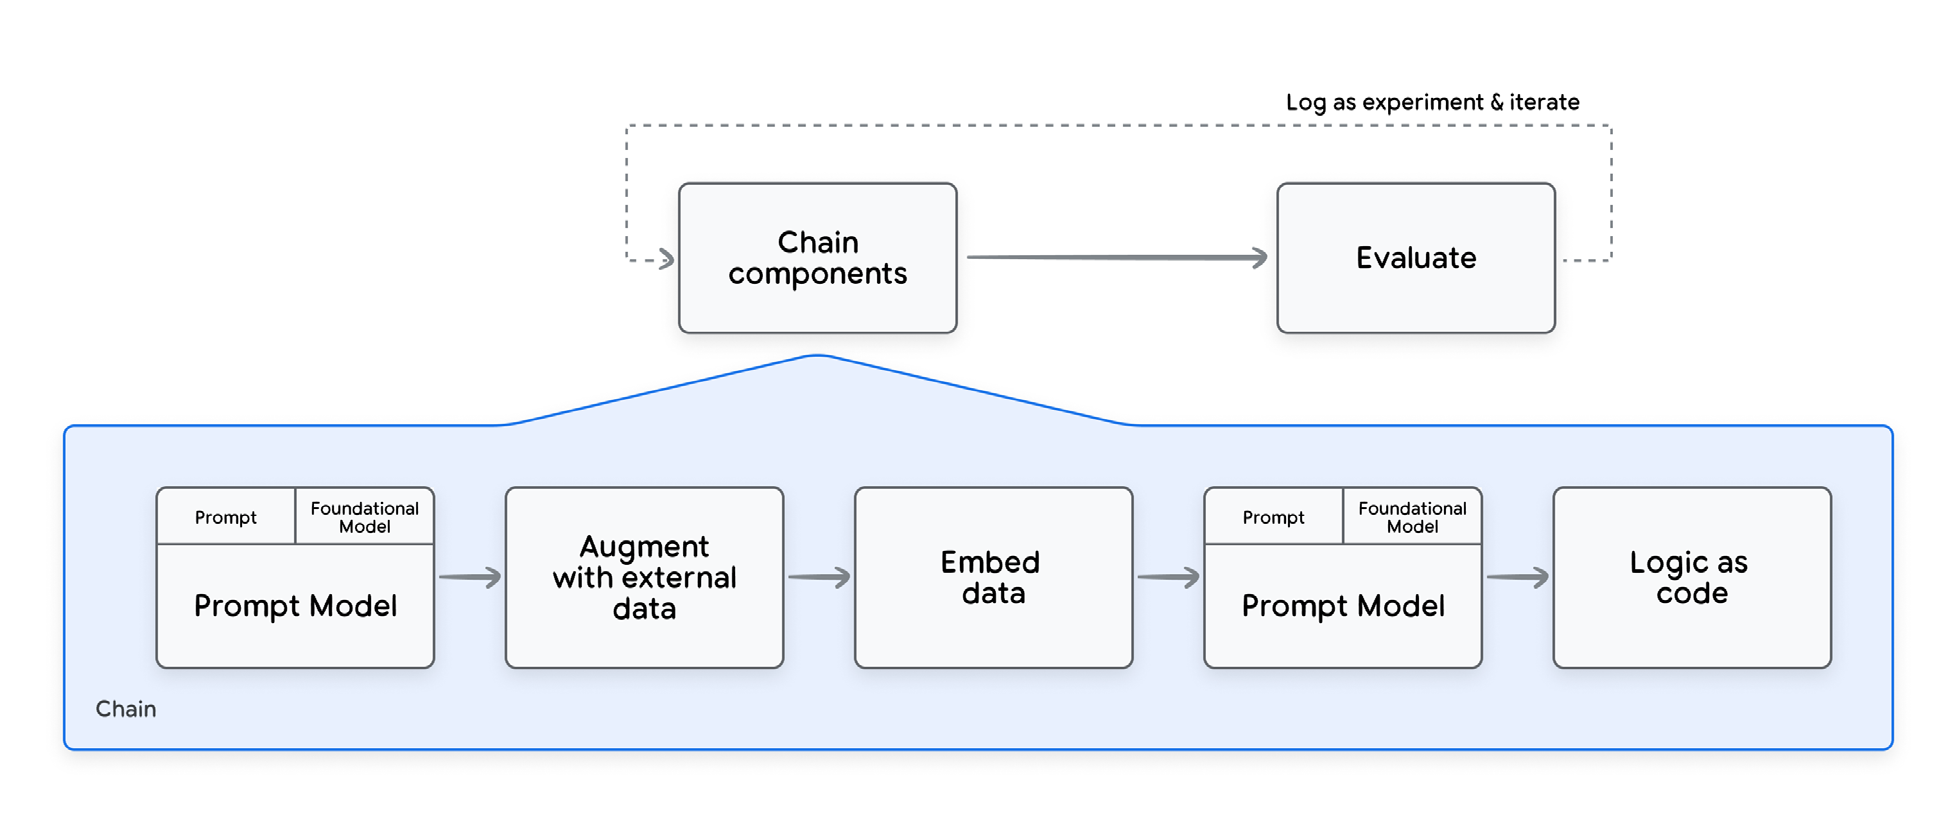 Log as experiment & iterate
Chain
components
Evaluate
Prompt
Foundational
Model
Prompt Model
Augment
with external
data
Embed
data
Prompt
Foundational
Model
Prompt Model
Logic as
code
Chain